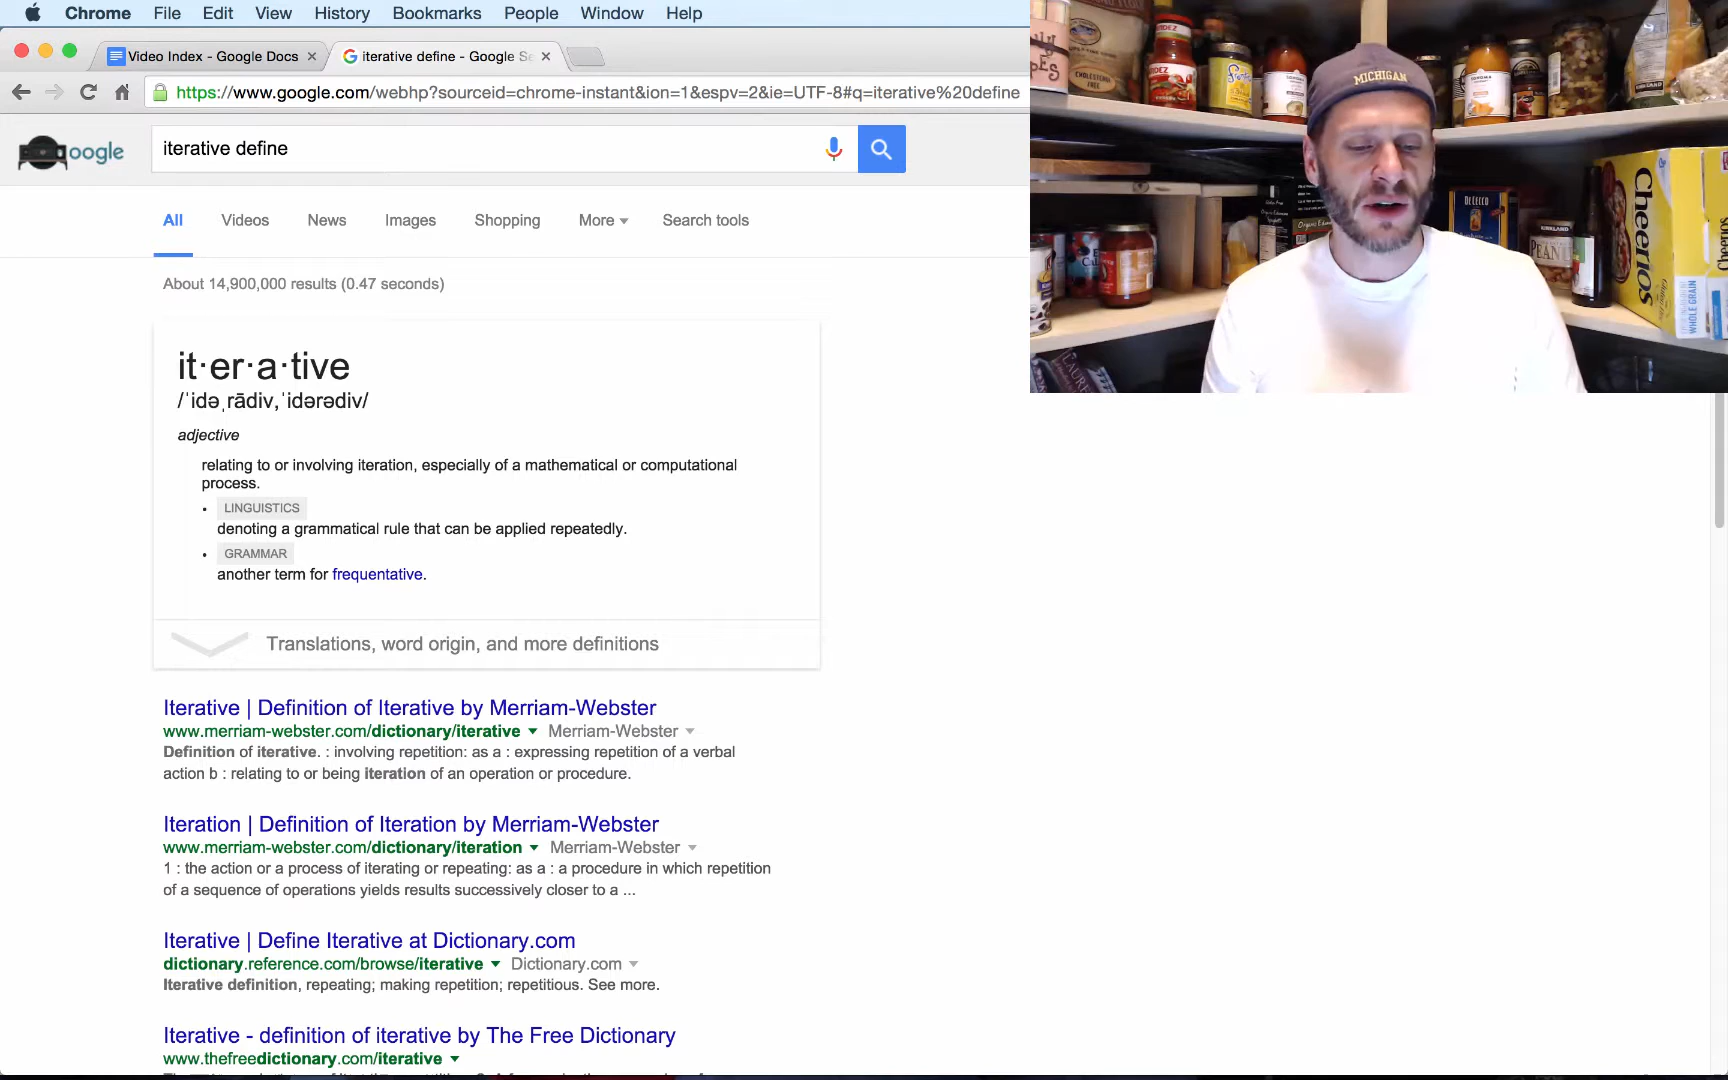 Chrome File Edit View History Bookmarks People Window Help
Video Index - Google Docs
iterative define - Google Se
https://www.google.com/webhp?sourceid=chrome-instant&ion=1&espv=2&ie=UTF-8#q=iterative%20define
oogle
iterative define
All Videos News Images Shopping More Search tools
About 14,900,000 results (0.47 seconds)
it·er·a·tive
/ˈidəˌrādiv,ˈidərədiv/
adjective
relating to or involving iteration, especially of a mathematical or computational
process.
LINGUISTICS
denoting a grammatical rule that can be applied repeatedly.
GRAMMAR
another term for frequentative.
Translations, word origin, and more definitions
Iterative | Definition of Iterative by Merriam-Webster
www.merriam-webster.com/dictionary/iterative Merriam-Webster
Definition of iterative. : involving repetition: as a : expressing repetition of a verbal
action b : relating to or being iteration of an operation or procedure.
Iteration | Definition of Iteration by Merriam-Webster
www.merriam-webster.com/dictionary/iteration Merriam-Webster
1 : the action or a process of iterating or repeating: as a : a procedure in which repetition
of a sequence of operations yields results successively closer to a ...
Iterative | Define Iterative at Dictionary.com
dictionary.reference.com/browse/iterative Dictionary.com
Iterative definition, repeating; making repetition; repetitious. See more.
Iterative - definition of iterative by The Free Dictionary
www.thefreedictionary.com/iterative
MICHIGAN
CHOLESTEROL
DE CECCO
KIRKLAND
Cheerios
WHOLE GRAIN
Cheerios